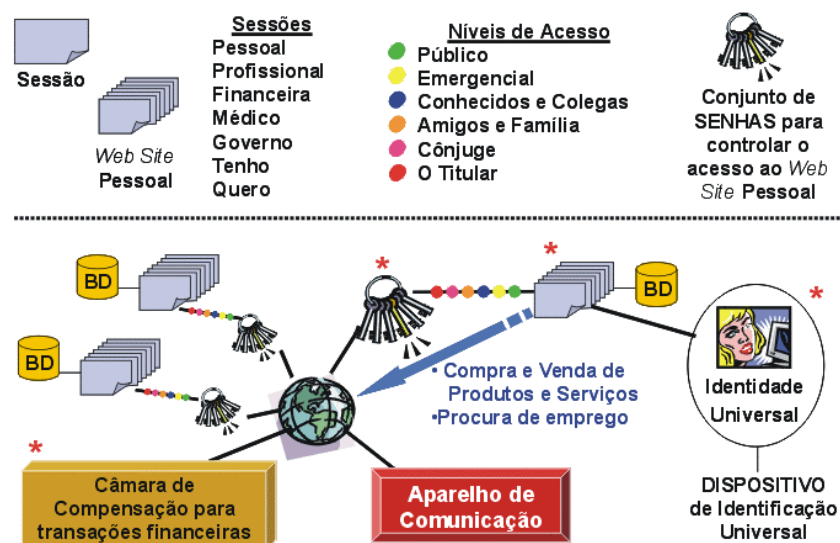 Sessão
Web Site
Pessoal
Sessões
Pessoal
Profissional
Financeira
Médico
Governo
Tenho
Quero
Níveis de Acesso
Público
Emergencial
Conhecidos e Colegas
Amigos e Família
Cônjuge
O Titular
Conjunto de
SENHAS para
controlar o
acesso ao Web
Site Pessoal
*
*
*
BD
BD
BD
• Compra e Venda de
Produtos e Serviços
•Procura de emprego
Identidade
Universal
*
Câmara de
Compensação para
transações financeiras
Aparelho de
Comunicação
DISPOSITIVO
de Identificação
Universal